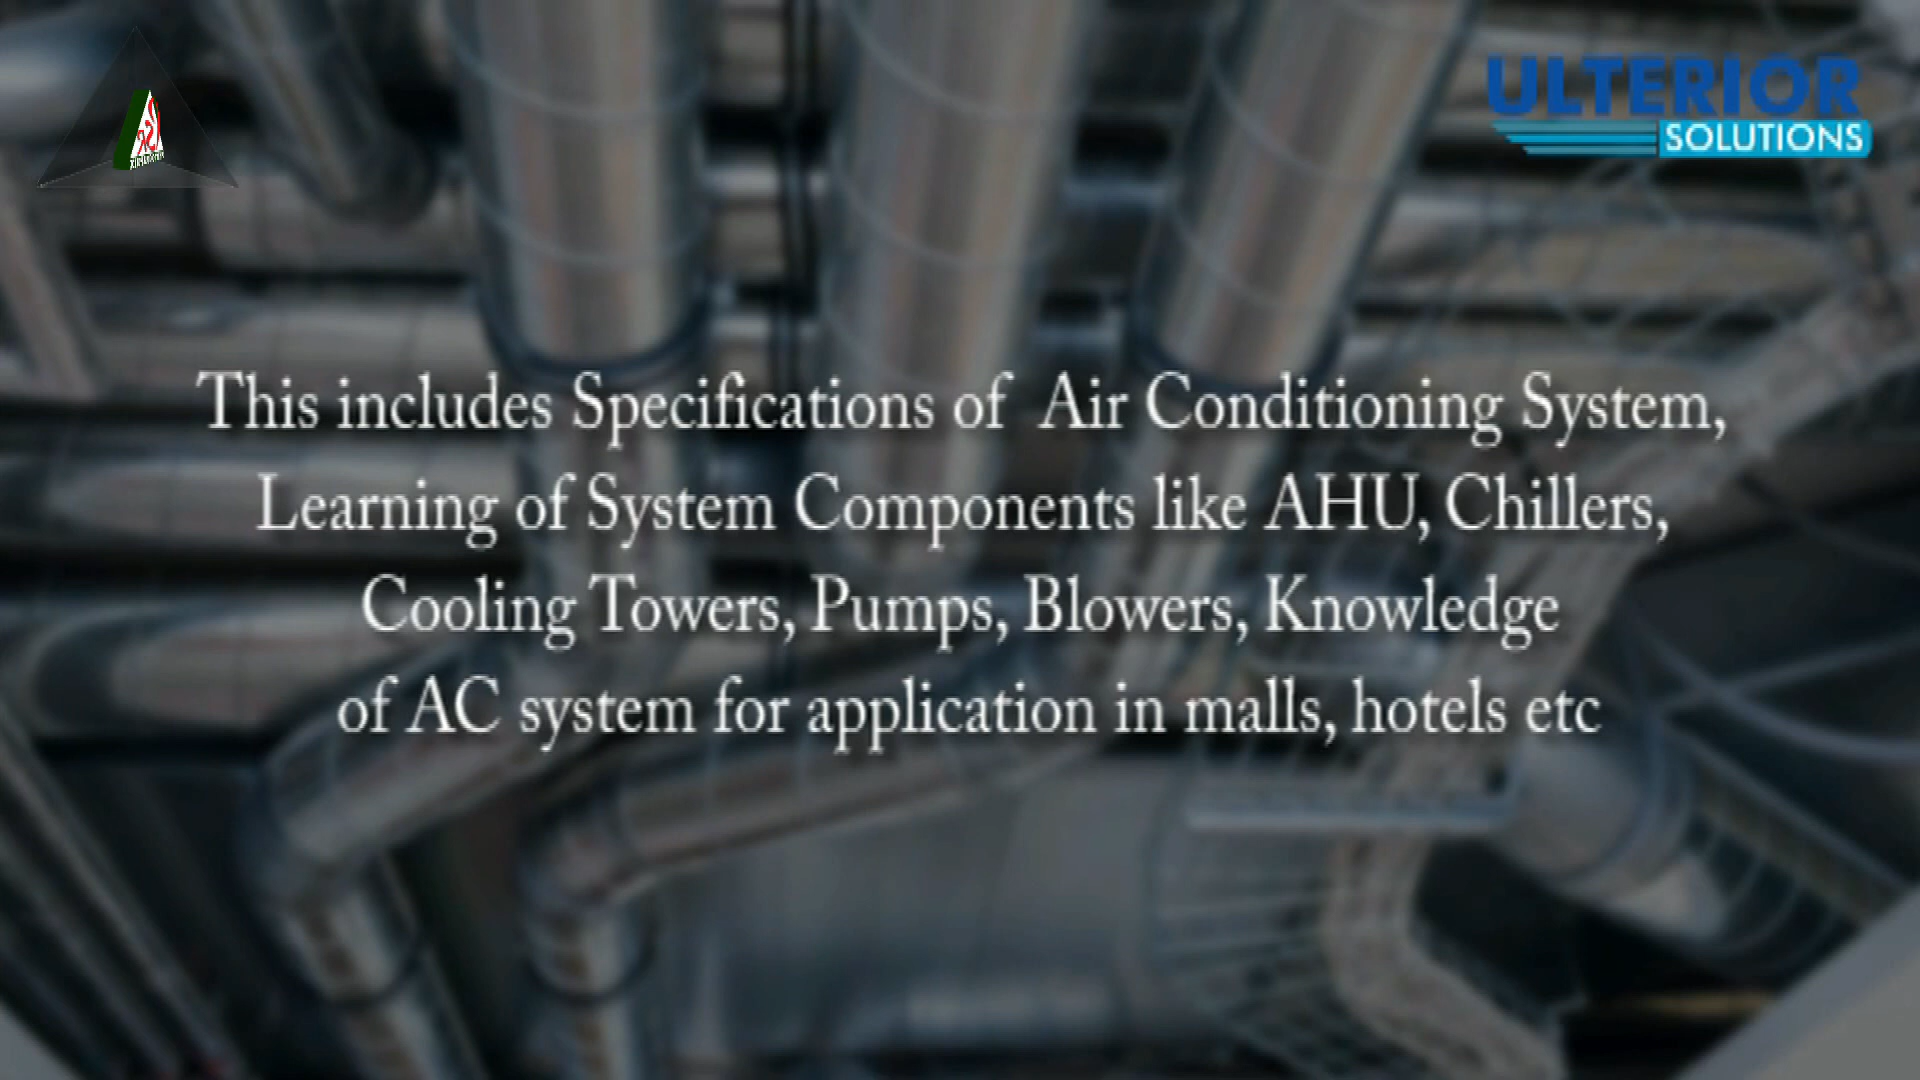 ULTERIOR
SOLUTIONS
This includes Specifications of Air Conditioning System,
Learning of System Components like AHU, Chillers,
Cooling Towers, Pumps, Blowers, Knowledge
of AC system for application in malls, hotels etc